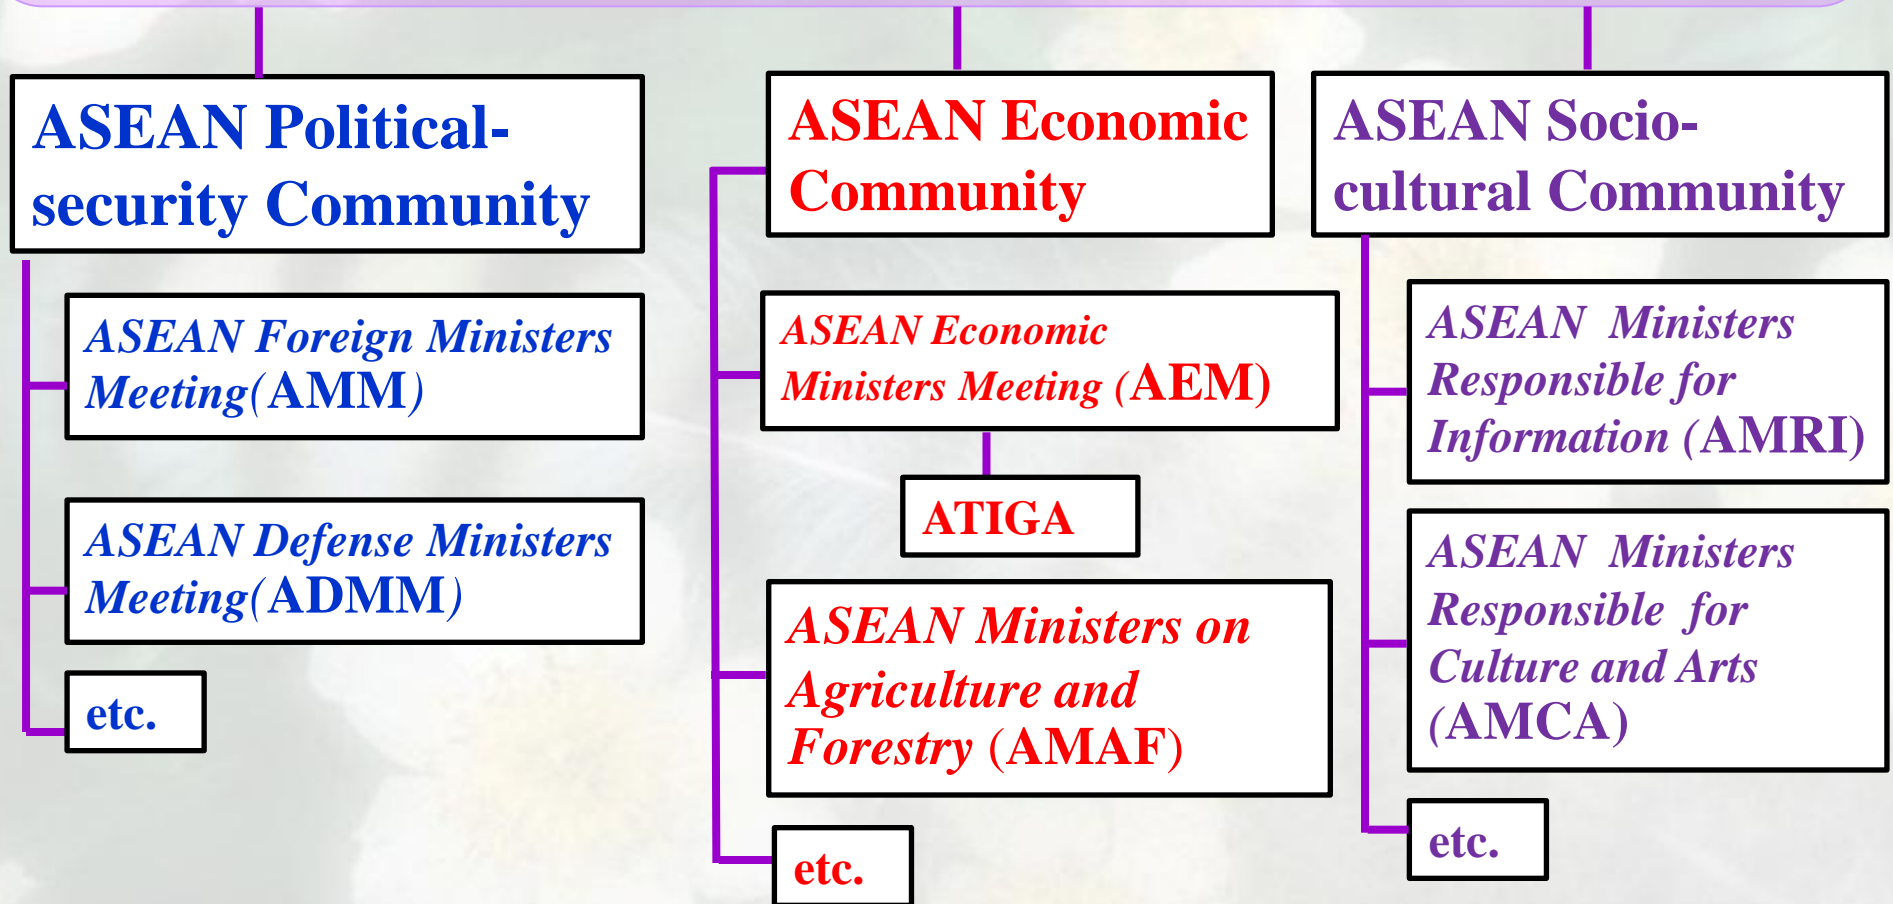 ASEAN Political-
security Community
ASEAN Foreign Ministers
Meeting(AMM)
ASEAN Defense Ministers
Meeting(ADMM)
etc.
ASEAN Economic
Community
ASEAN Economic
Ministers Meeting (AEM)
ATIGA
ASEAN Ministers on
Agriculture and
Forestry (AMAF)
etc.
ASEAN Socio-
cultural Community
ASEAN Ministers
Responsible for
Information (AMRI)
ASEAN Ministers
Responsible for
Culture and Arts
(AMCA)
etc.